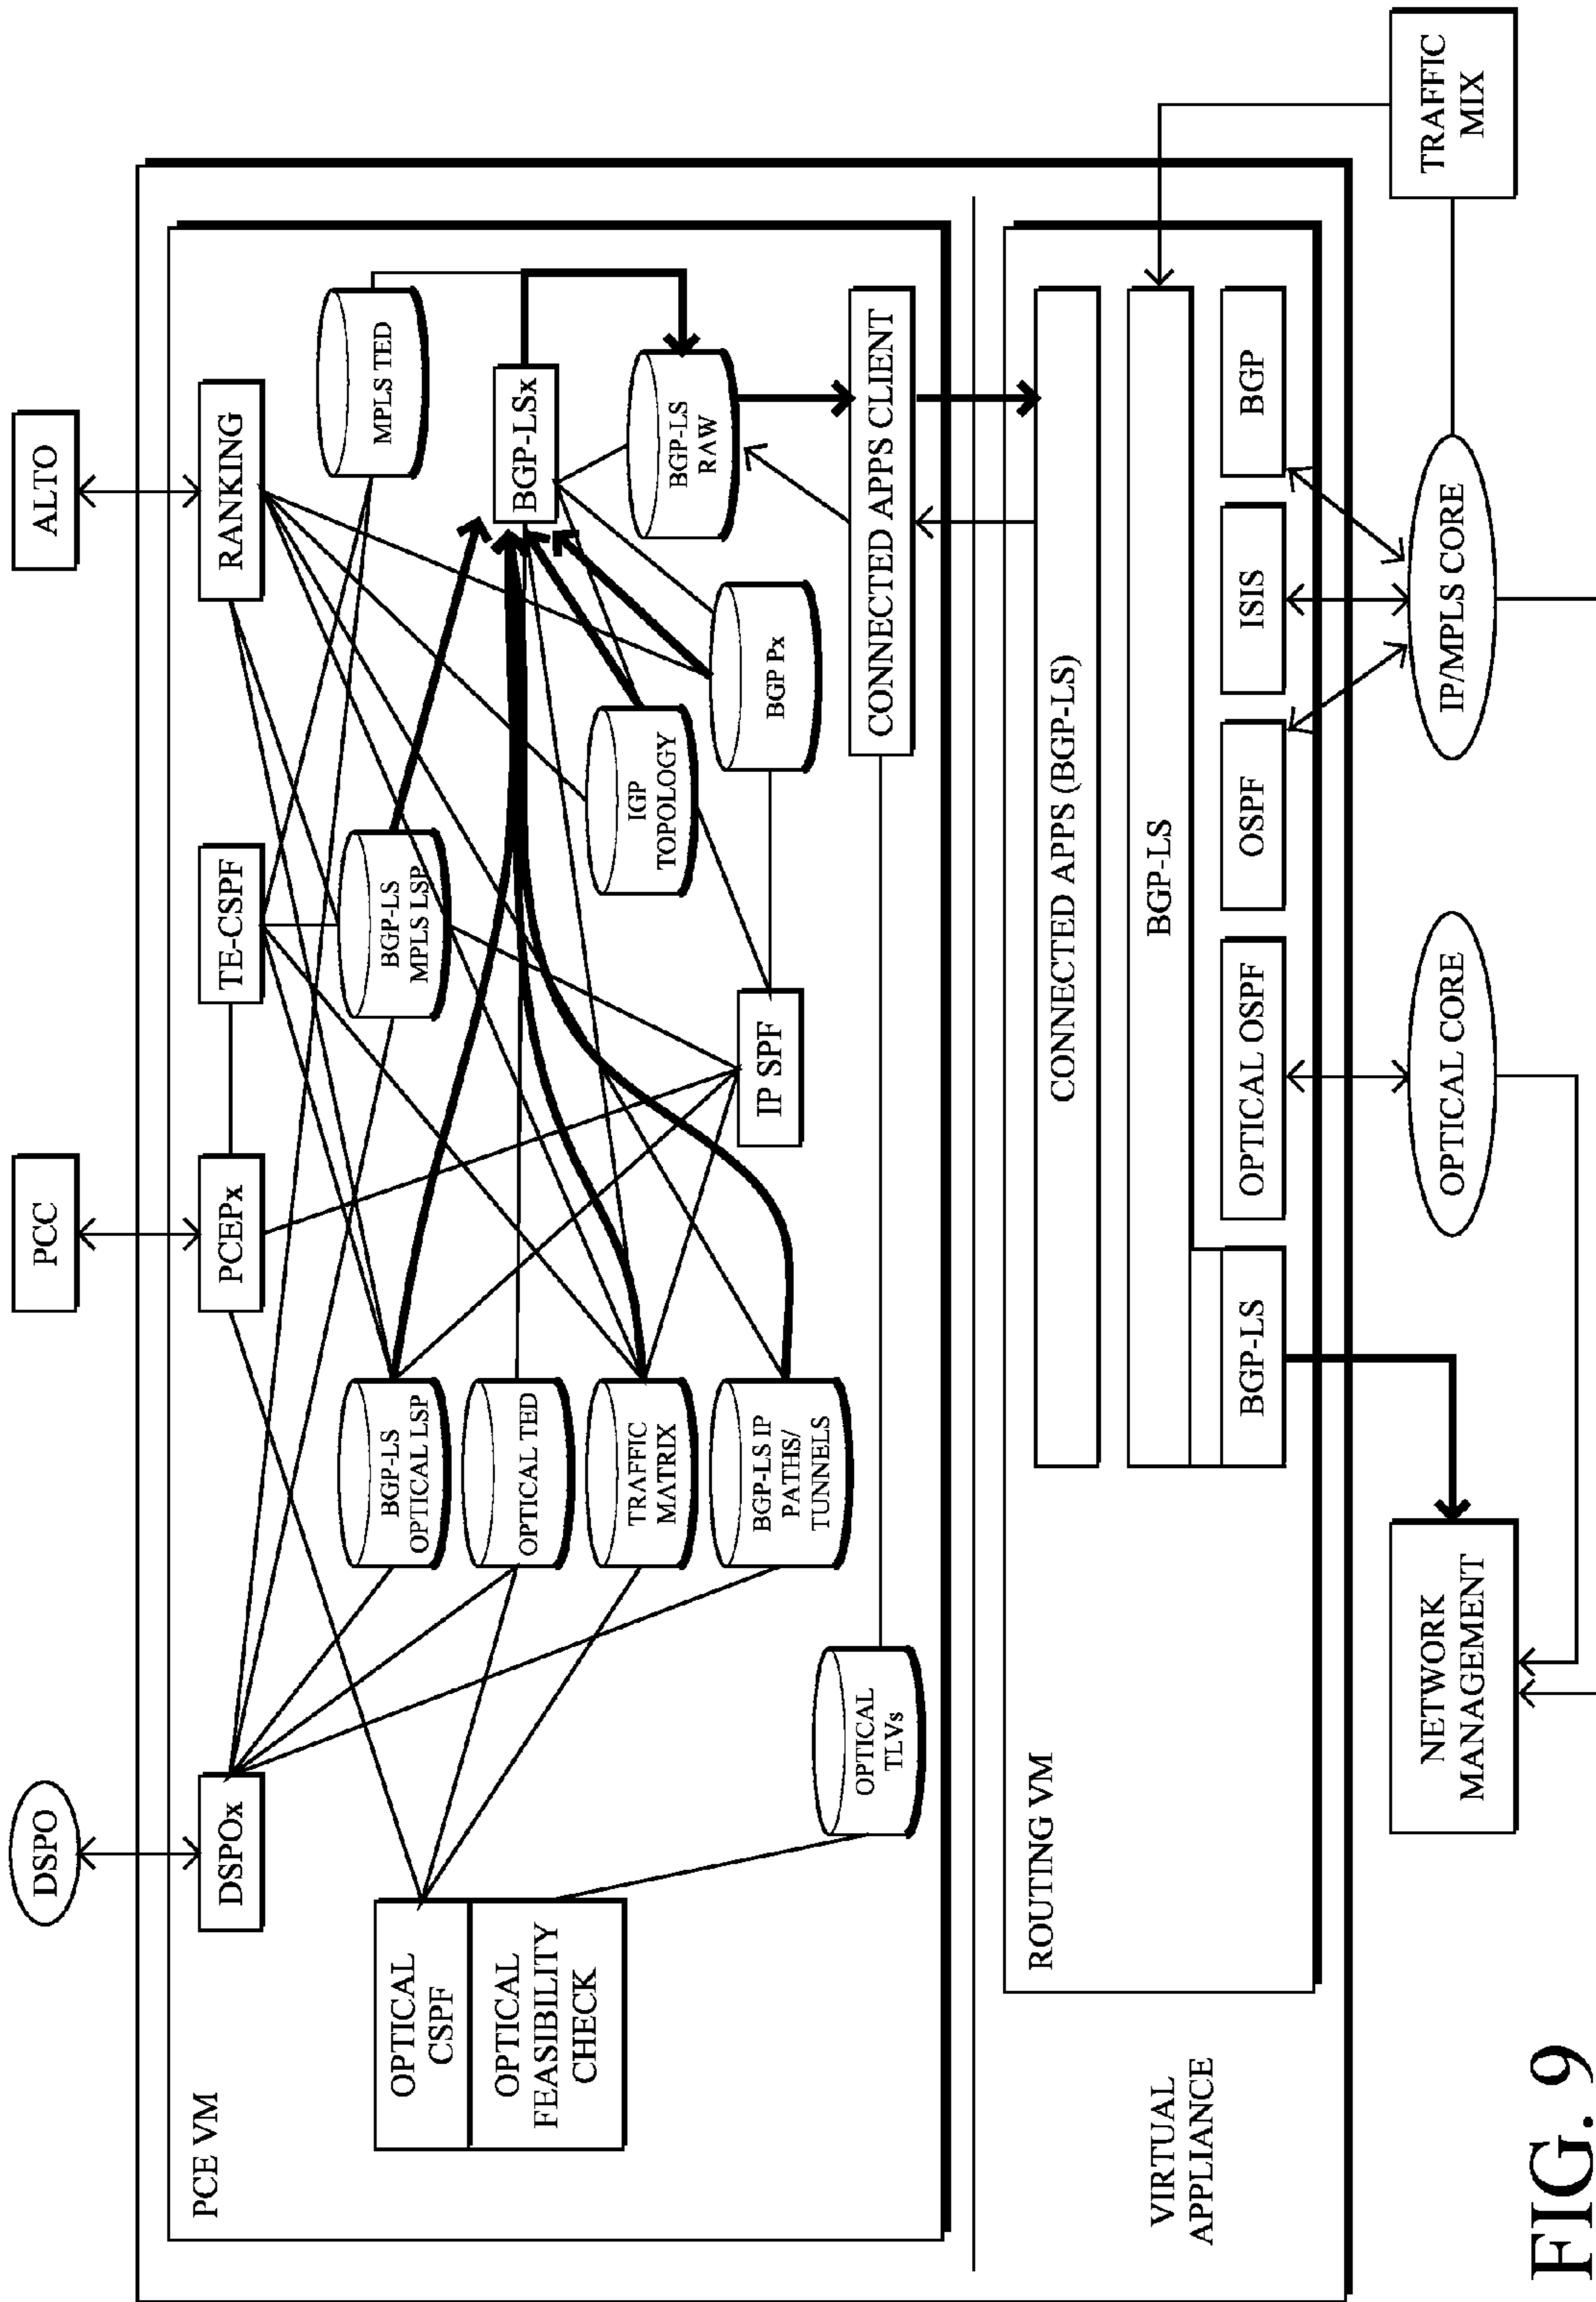 DSPO
PCC
ALTO
PCE VM
DSPOx
PCEPx
TE-CSPF
RANKING
OPTICAL
CSPF
OPTICAL
FEASIBILITY
CHECK
BGP-LS
OPTICAL LSP
BGP-LS
MPLS LSP
MPLS TED
OPTICAL TED
BGP-LSx
TRAFFIC
MATRIX
IGP
TOPOLOGY
BGP-LS
RAW
BGP-LS IP
PATHS/
TUNNELS
IP SPF
BGP Px
OPTICAL
TLVs
CONNECTED APPS CLIENT
VIRTUAL
APPLIANCE
ROUTING VM
CONNECTED APPS (BGP-LS)
BGP-LS
BGP-LS
OPTICAL OSPF
OSPF
ISIS
BGP
NETWORK
MANAGEMENT
OPTICAL CORE
IP/MPLS CORE
TRAFFIC
MIX
FIG. 9